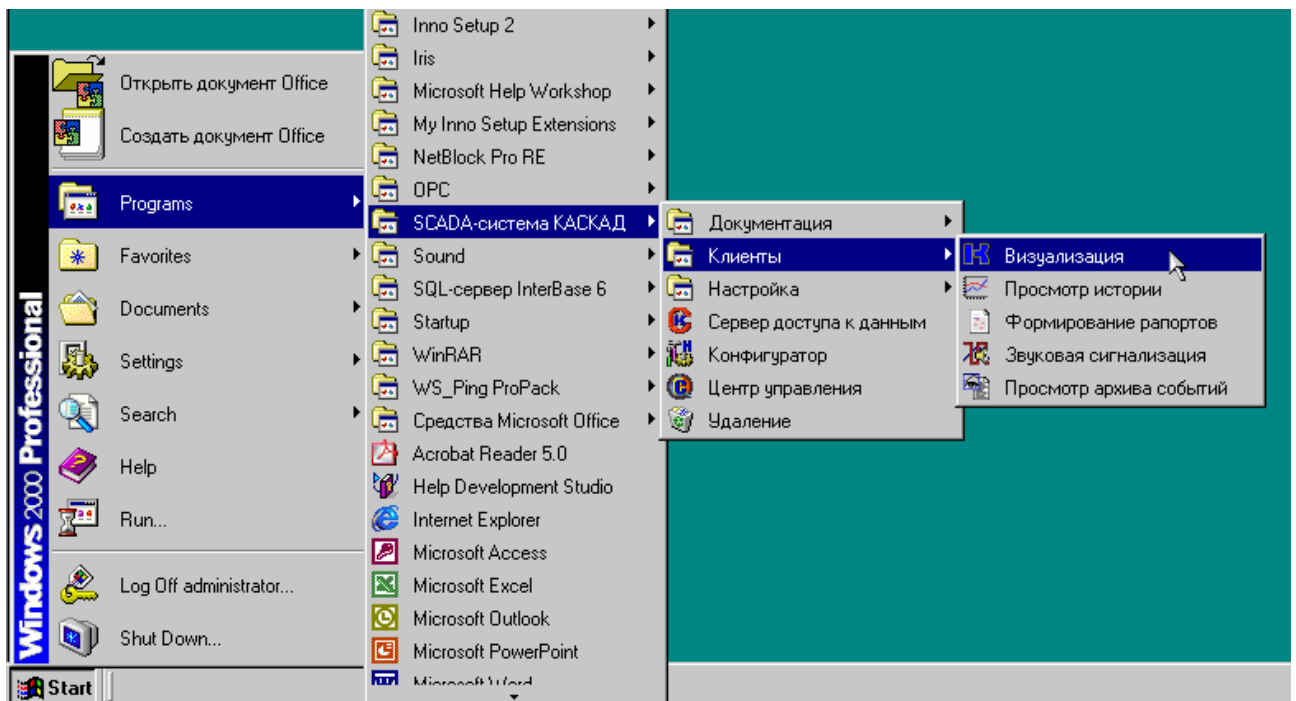 Открыть документ Office
Создать документ Office
Programs
Favorites
Documents
Settings
Search
Help
Run...
Log Off administrator...
Shut Down...
Windows 2000 Professional
Start
Inno Setup 2
Iris
Microsoft Help Workshop
My Inno Setup Extensions
NetBlock Pro RE
OPC
SCADA-система КАСКАД
Sound
SQL-сервер InterBase 6
Startup
WinRAR
WS_Ping ProPack
Средства Microsoft Office
Acrobat Reader 5.0
Help Development Studio
Internet Explorer
Microsoft Access
Microsoft Excel
Microsoft Outlook
Microsoft PowerPoint
Microsoft Word
Документация
Клиенты
Настройка
Сервер доступа к данным
Конфигуратор
Центр управления
Удаление
Визуализация
Просмотр истории
Формирование рапортов
Звуковая сигнализация
Просмотр архива событий